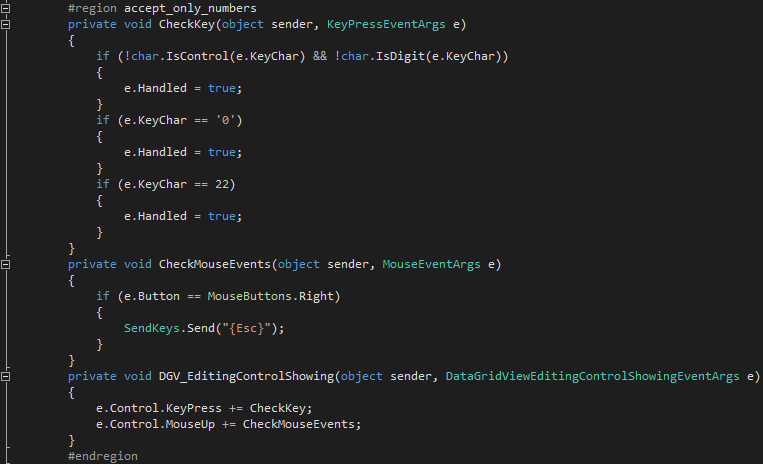 #region accept_only_numbers
private void CheckKey(object sender, KeyPressEventArgs e)
{
    if (!char.IsControl(e.KeyChar) && !char.IsDigit(e.KeyChar))
    {
        e.Handled = true;
    }
    if (e.KeyChar == '0')
    {
        e.Handled = true;
    }
    if (e.KeyChar == 22)
    {
        e.Handled = true;
    }
}
private void CheckMouseEvents(object sender, MouseEventArgs e)
{
    if (e.Button == MouseButtons.Right)
    {
        SendKeys.Send("{Esc}");
    }
}
private void DGV_EditingControlShowing(object sender, DataGridViewEditingControlShowingEventArgs e)
{
    e.Control.KeyPress += CheckKey;
    e.Control.MouseUp += CheckMouseEvents;
}
#endregion